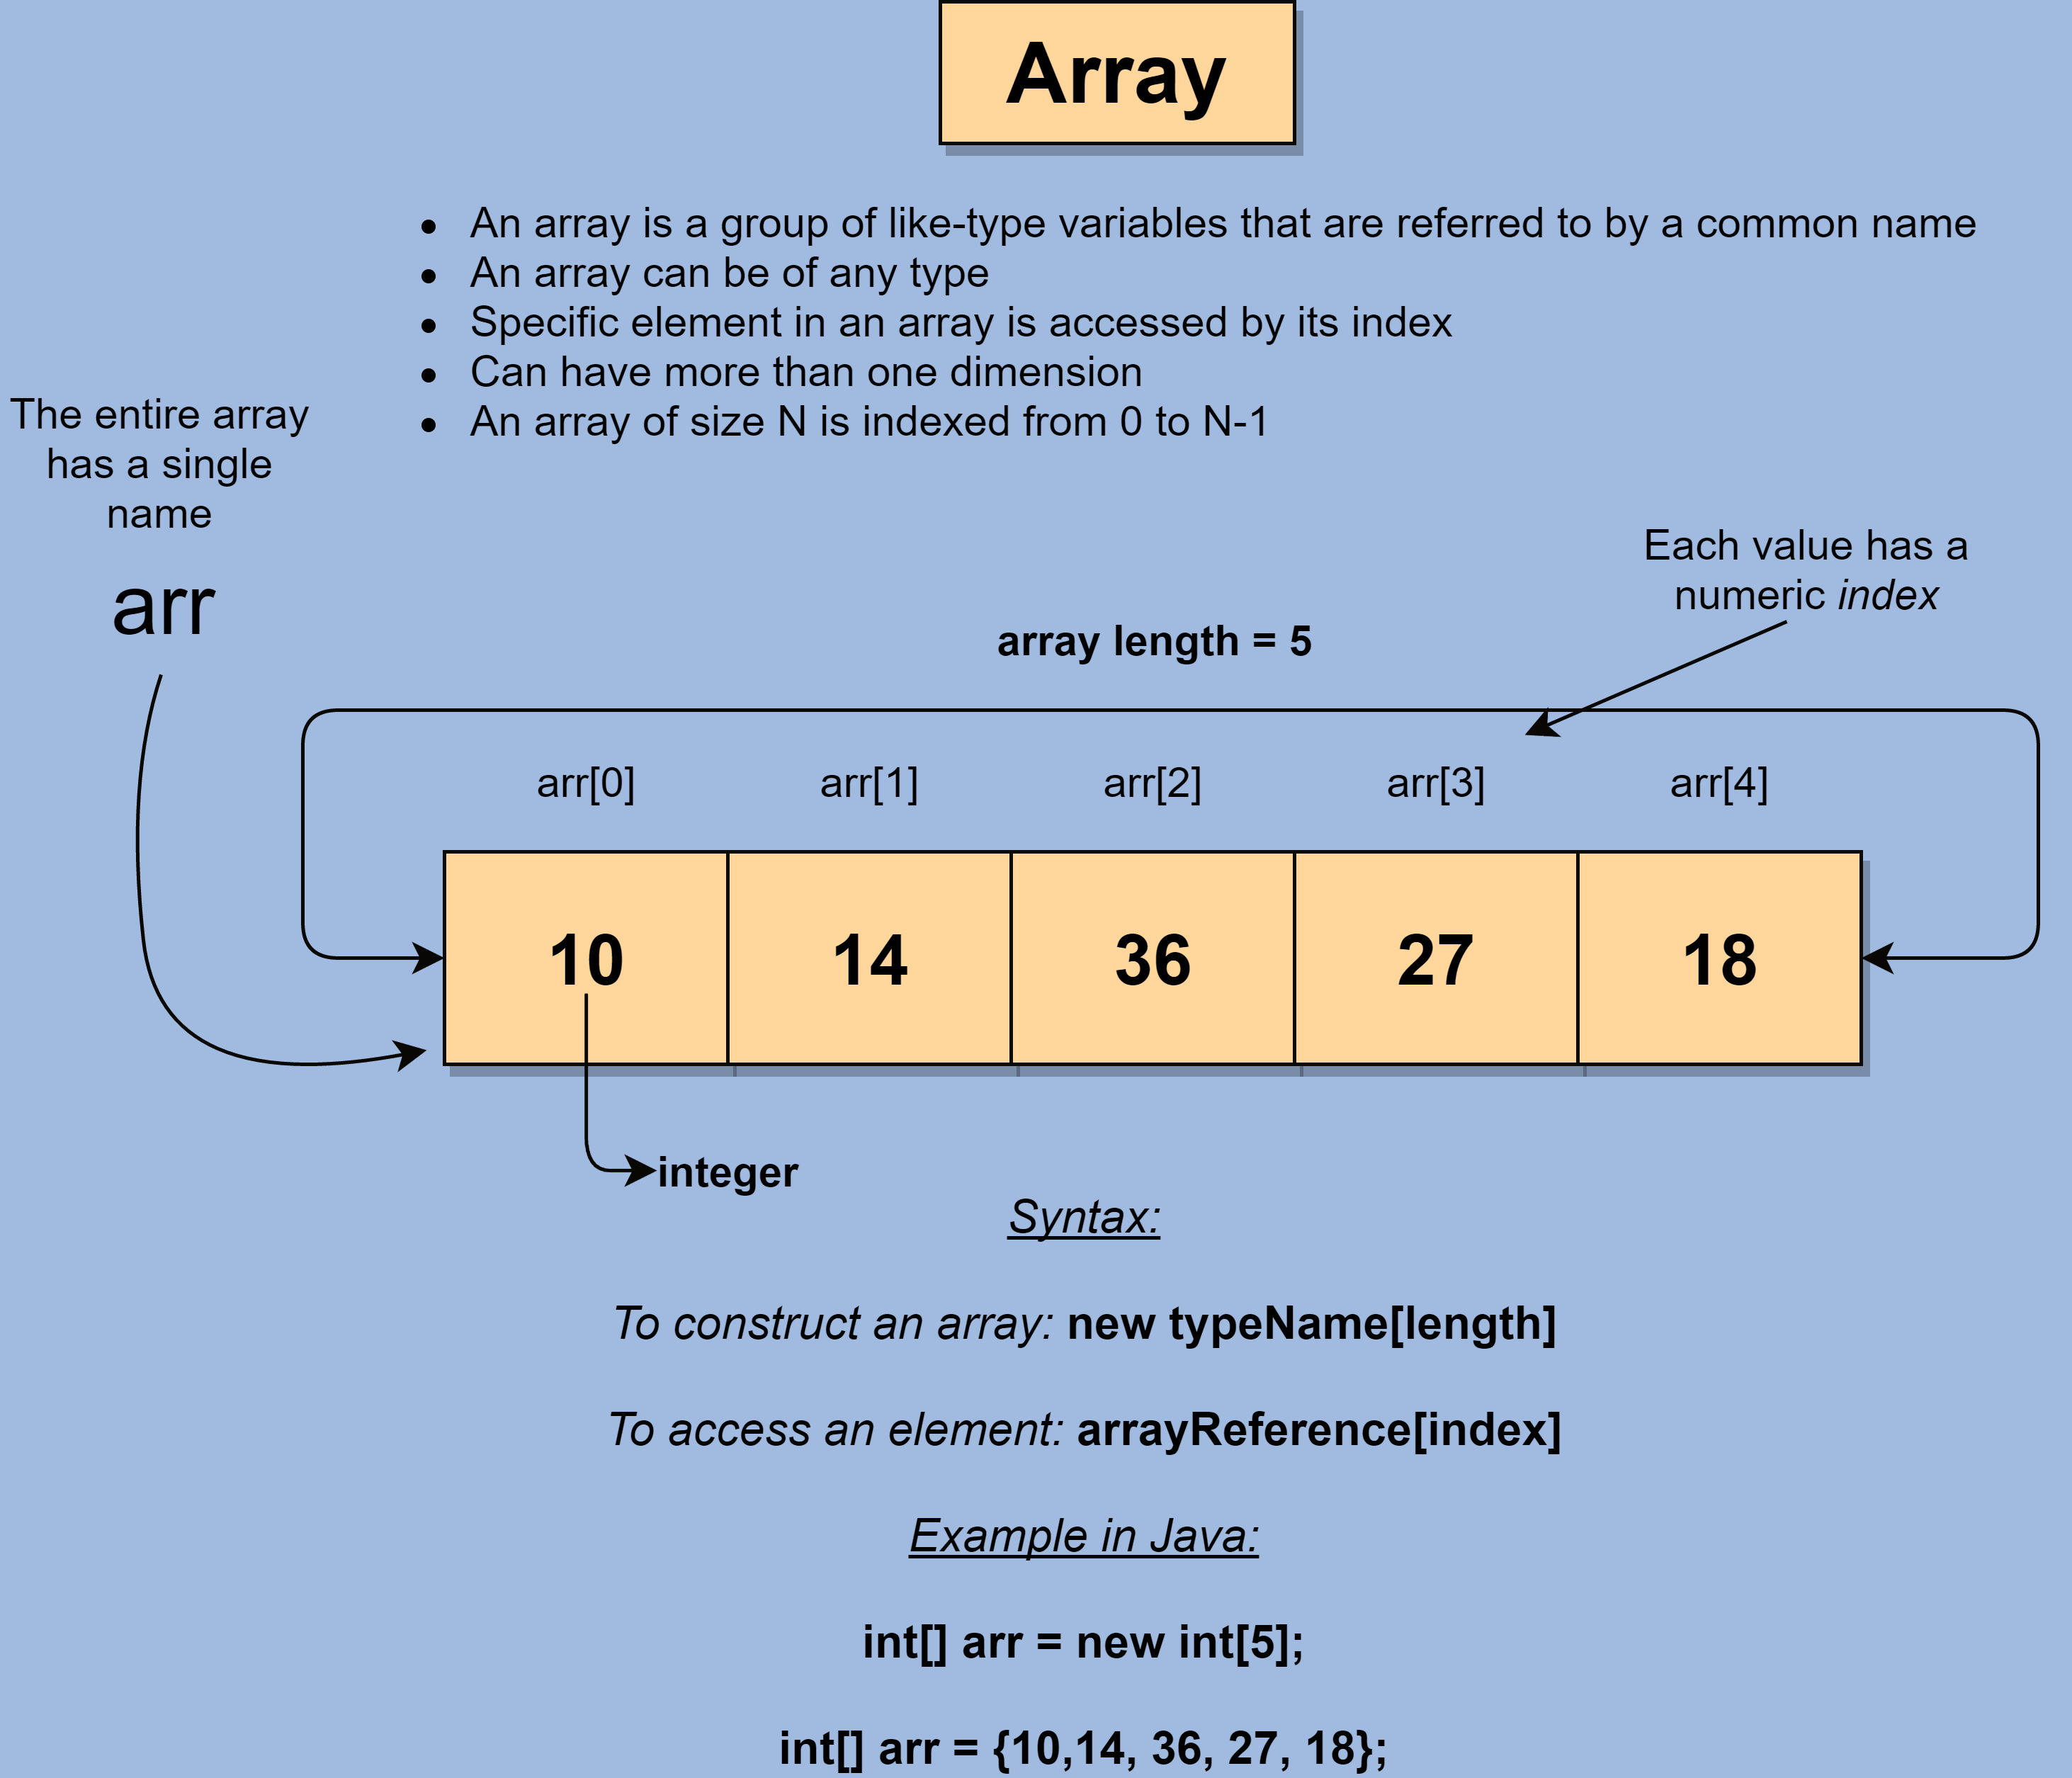 Array
• An array is a group of like-type variables that are referred to by a common name
• An array can be of any type
• Specific element in an array is accessed by its index
• Can have more than one dimension
• An array of size N is indexed from 0 to N-1
The entire array
has a single
name
arr
Each value has a
numeric index
array length = 5
arr[0] arr[1] arr[2] arr[3] arr[4]
10 14 36 27 18
integer
Syntax:
To construct an array: new typeName[length]
To access an element: arrayReference[index]
Example in Java:
int[] arr = new int[5];
int[] arr = {10,14, 36, 27, 18};